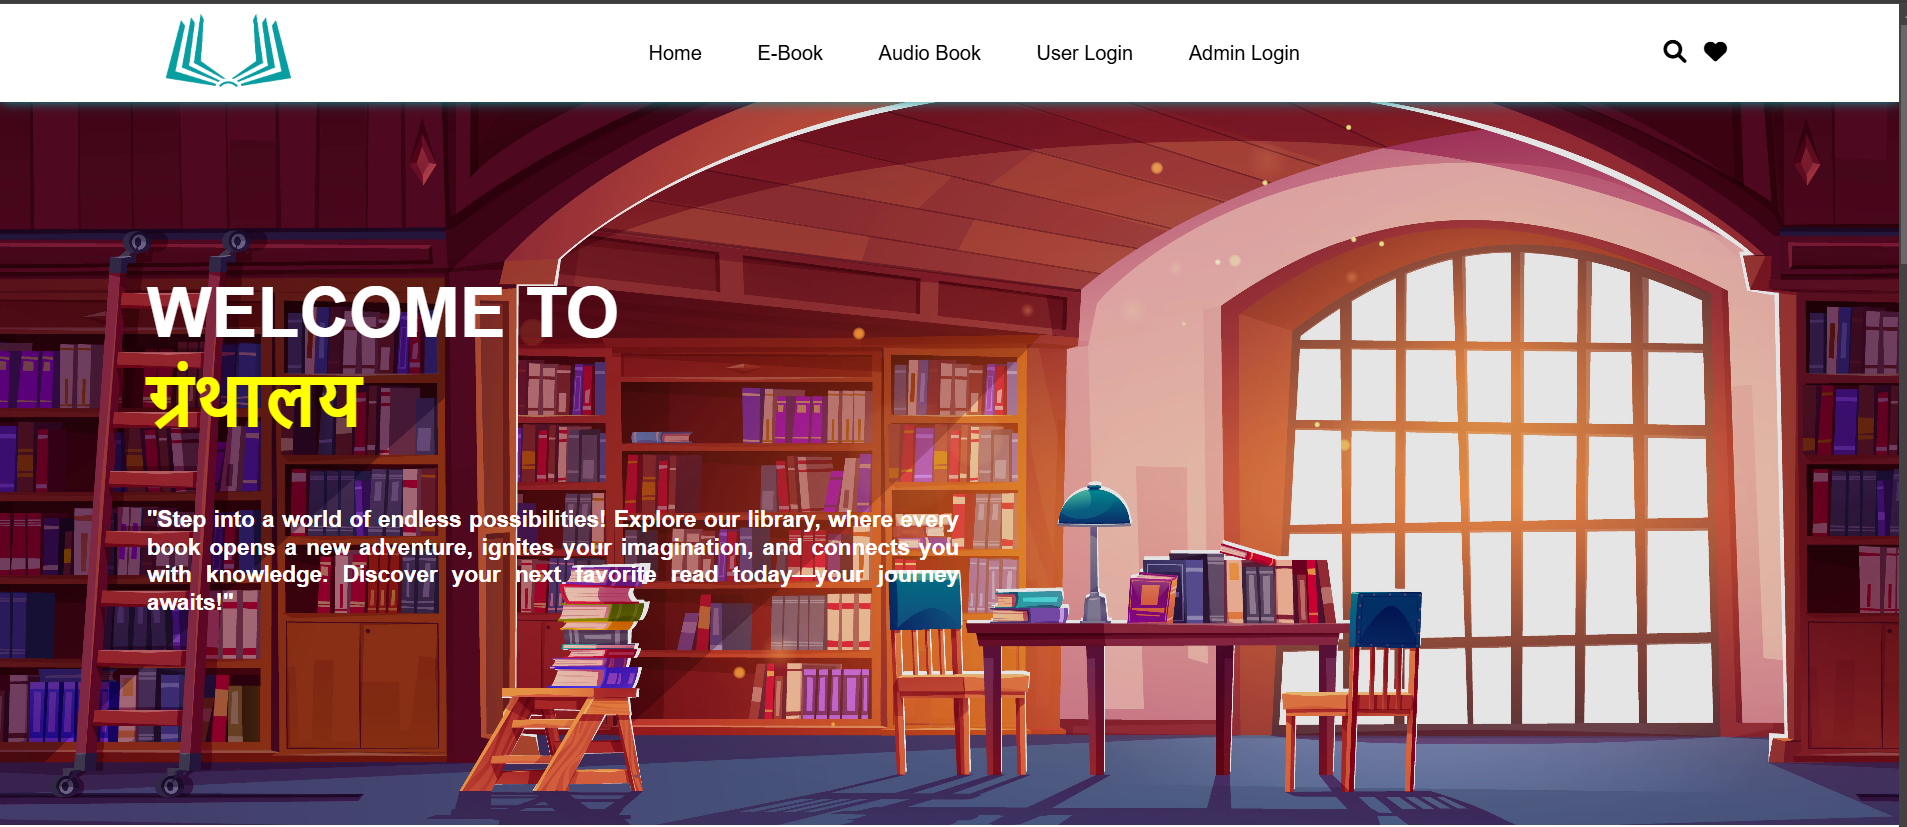 Home E-Book Audio Book User Login Admin Login
WELCOME TO
ग्रंथालय
"Step into a world of endless possibilities! Explore our library, where every
book opens a new adventure, ignites your imagination, and connects you
with knowledge. Discover your next favorite read today—your journey
awaits!"